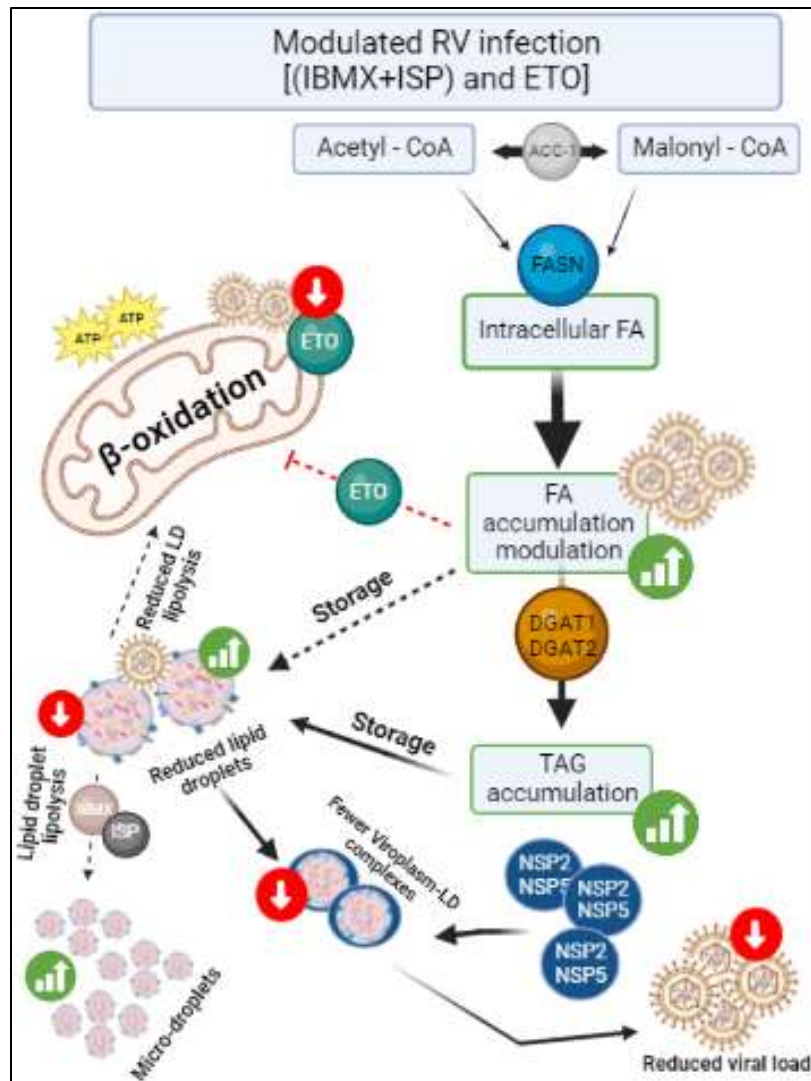 Modulated RV infection
[(IBMX+ISP) and ETO]
Acetyl - CoA
ACC-1
Malonyl - CoA
FASN
Intracellular FA
ATP
ATP
ETO
β-oxidation
ETO
FA
accumulation
modulation
Reduced LD
lipolysis
Storage
DGAT1
DGAT2
Storage
TAG
accumulation
Reduced lipid
droplets
Lipid droplet
lipolysis
IBMX
ISP
Fewer Viroplasm-LD
complexes
NSP2
NSP5
NSP2
NSP5
NSP2
NSP5
Micro-droplets
Reduced viral load